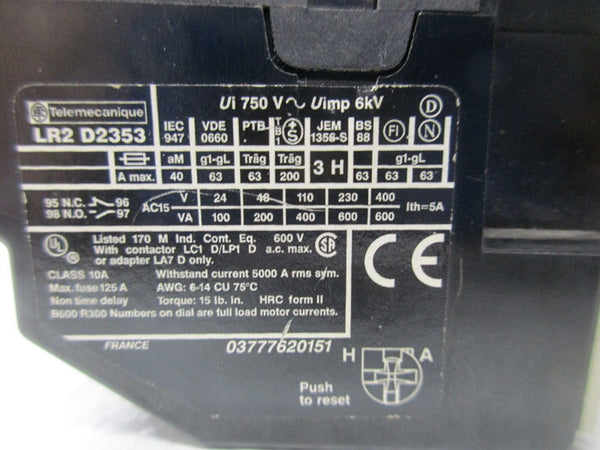 Telemecanique
LR2 D2353
Ui 750 V ~ Uimp 6kV
D
IEC 947 VDE 0660 PTB JEM 1356-S BS 88 FI N
aM g1-gL Träg Träg 3 H g1-gL
A max. 40 63 63 200 63 63 63
95 N.C. 96
98 N.O. 97
AC15 V 24 48 110 230 400 Ith=5A
VA 100 200 400 600 600
UL Listed 170 M Ind. Cont. Eq. 600 V
With contactor LC1 D/LP1 D a.c. max.
or adapter LA7 D only.
CLASS 10A Withstand current 5000 A rms sym.
Max. fuse 125 A AWG: 6-14 CU 75°C
Non time delay Torque: 15 lb. in. HRC form II
B600 R300 Numbers on dial are full load motor currents.
CE
FRANCE 03777620151
H A
Push
to reset